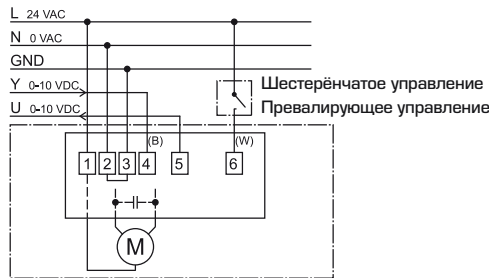 L 24 VAC
N 0 VAC
GND
Y 0-10 VDC
U 0-10 VDC
Шестерёнчатое управление
Превалирующее управление
(B) (W)
1 2 3 4 5 6
M